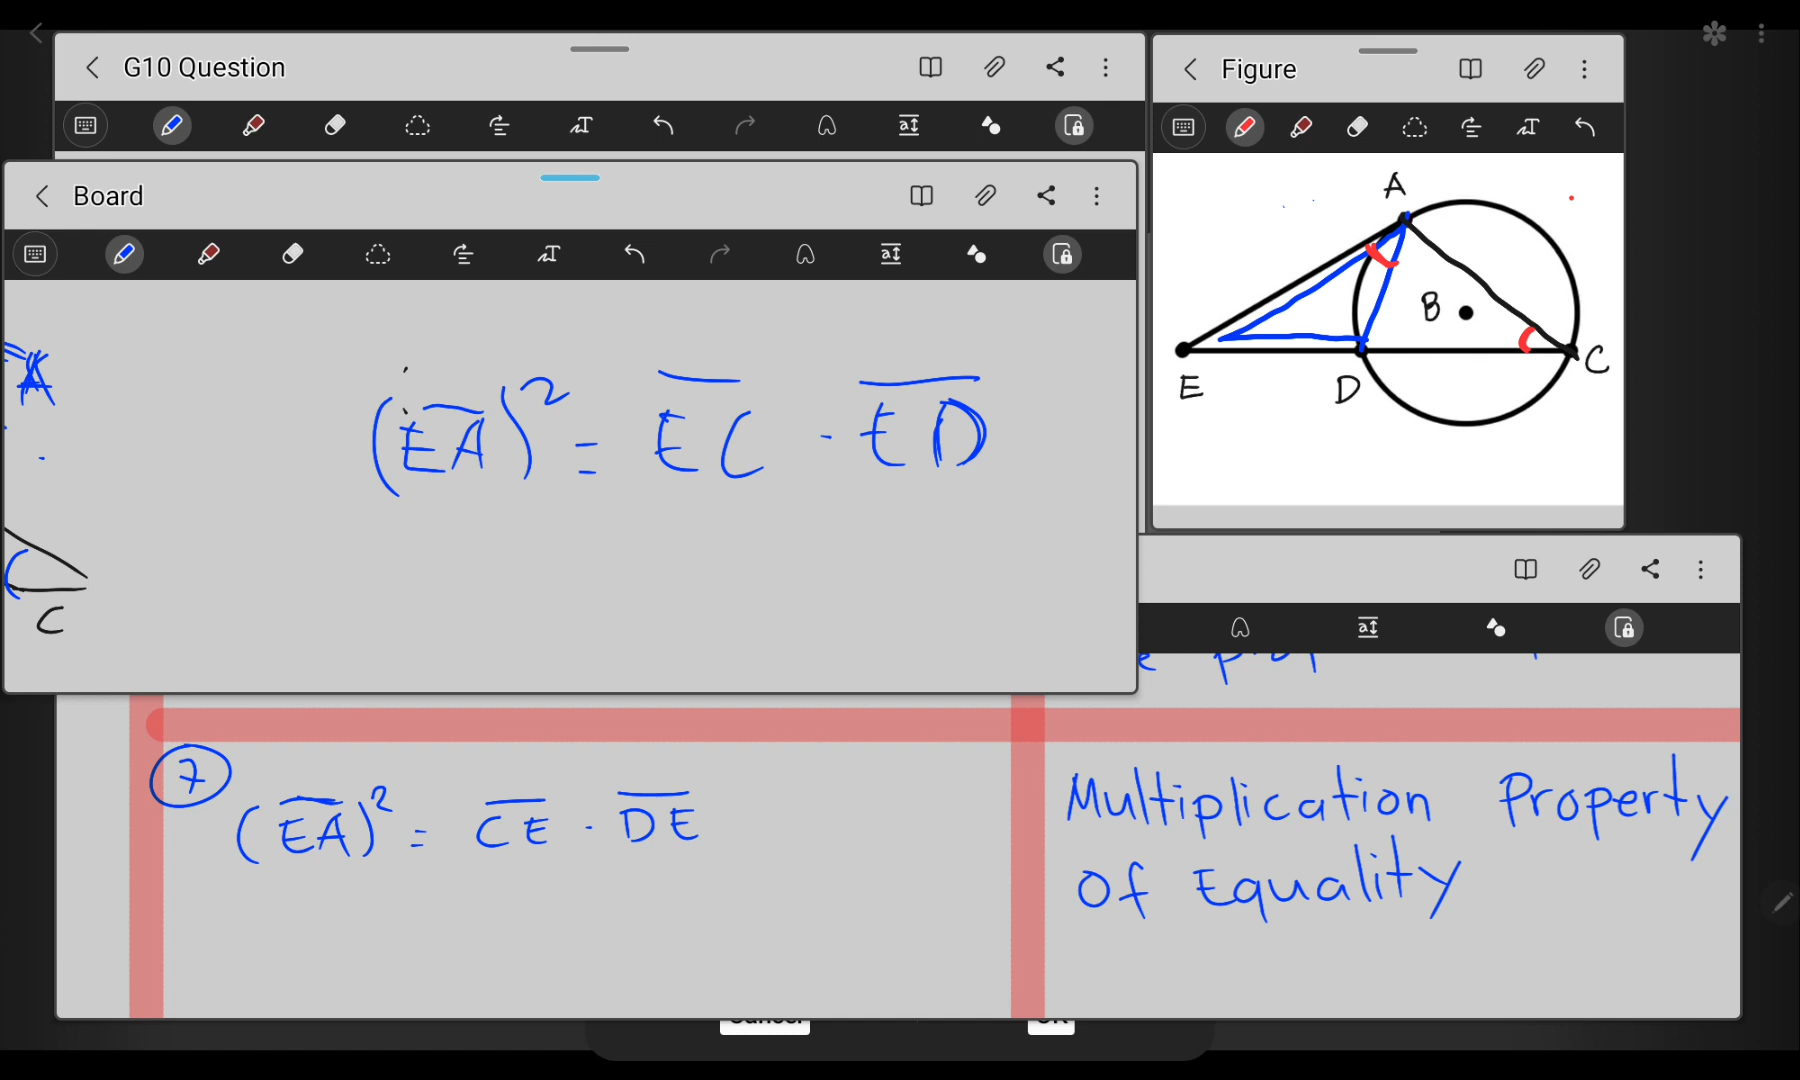 G10 Question
Figure
Board
A
(EA)² = EC · ED
C
A
B
E
D
C
7
(EA)² = CE · DE
Multiplication Property
of Equality